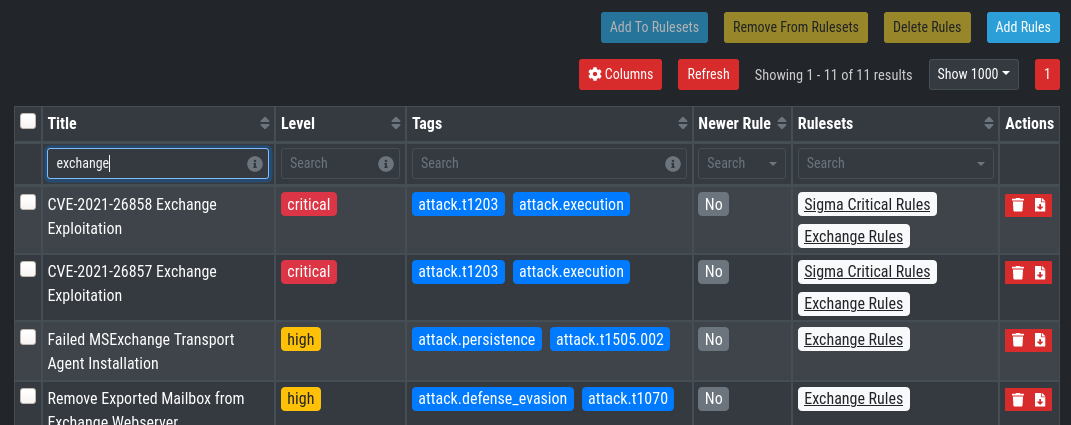 Add To Rulesets Remove From Rulesets Delete Rules Add Rules
Columns Refresh Showing 1 - 11 of 11 results Show 1000 1
Title Level Tags Newer Rule Rulesets Actions
exchange Search Search Search Search
CVE-2021-26858 Exchange critical attack.t1203 attack.execution No Sigma Critical Rules
Exploitation Exchange Rules
CVE-2021-26857 Exchange critical attack.t1203 attack.execution No Sigma Critical Rules
Exploitation Exchange Rules
Failed MSExchange Transport high attack.persistence attack.t1505.002 No Exchange Rules
Agent Installation
Remove Exported Mailbox from high attack.defense_evasion attack.t1070 No Exchange Rules
Exchange Webserver